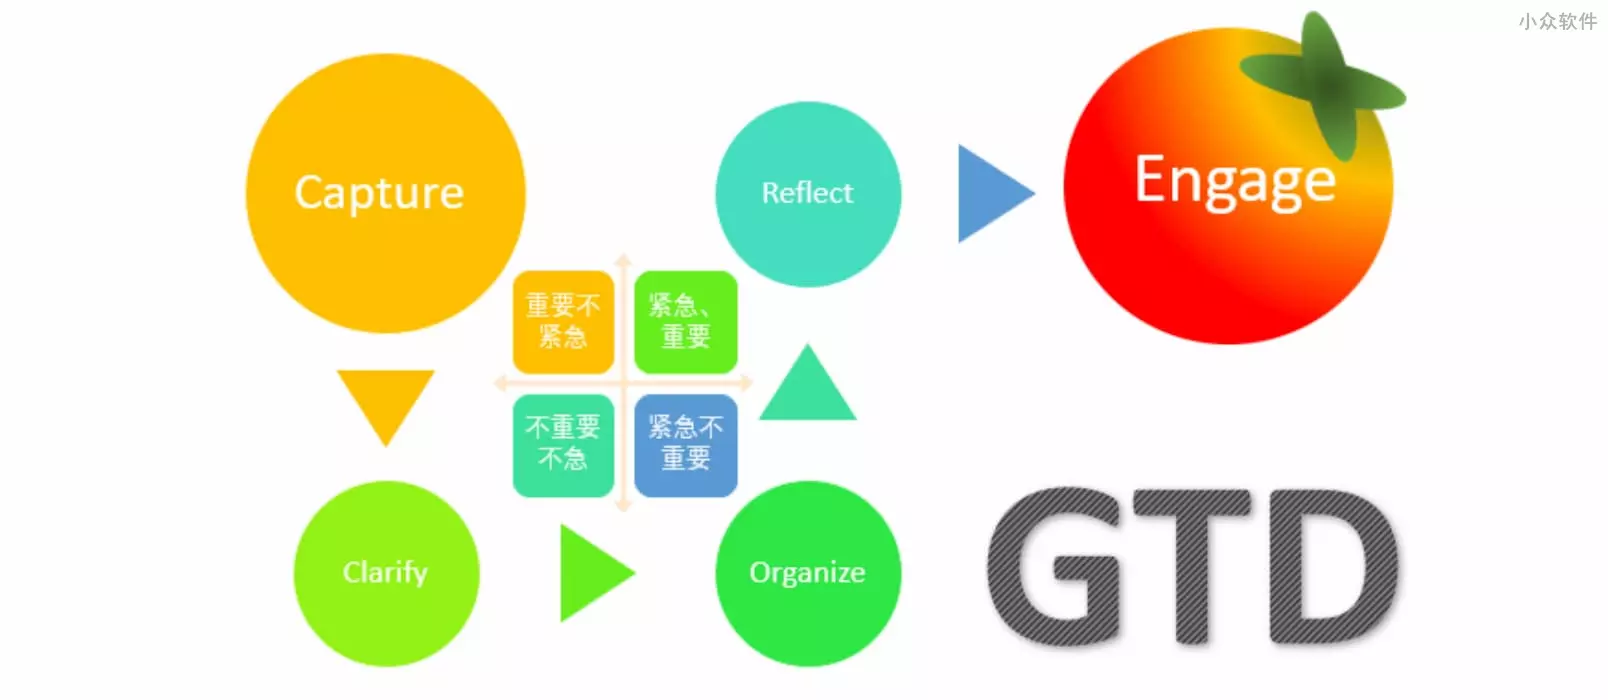 小众软件
Capture
Reflect
Engage
重要不
紧急
紧急、
重要
不重要
不急
紧急不
重要
Clarify
Organize
GTD